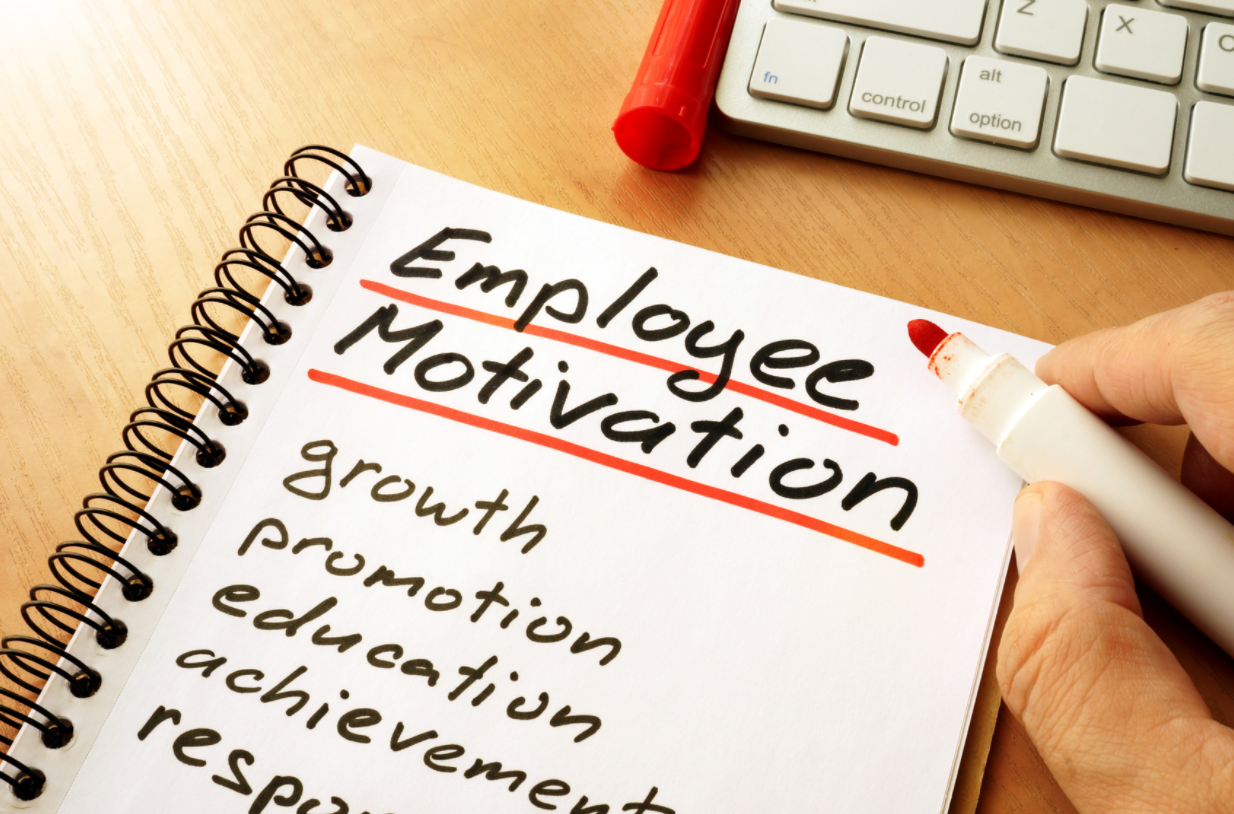 Z
X
fn
control
alt
option
Employee
Motivation
growth
promotion
education
achievement